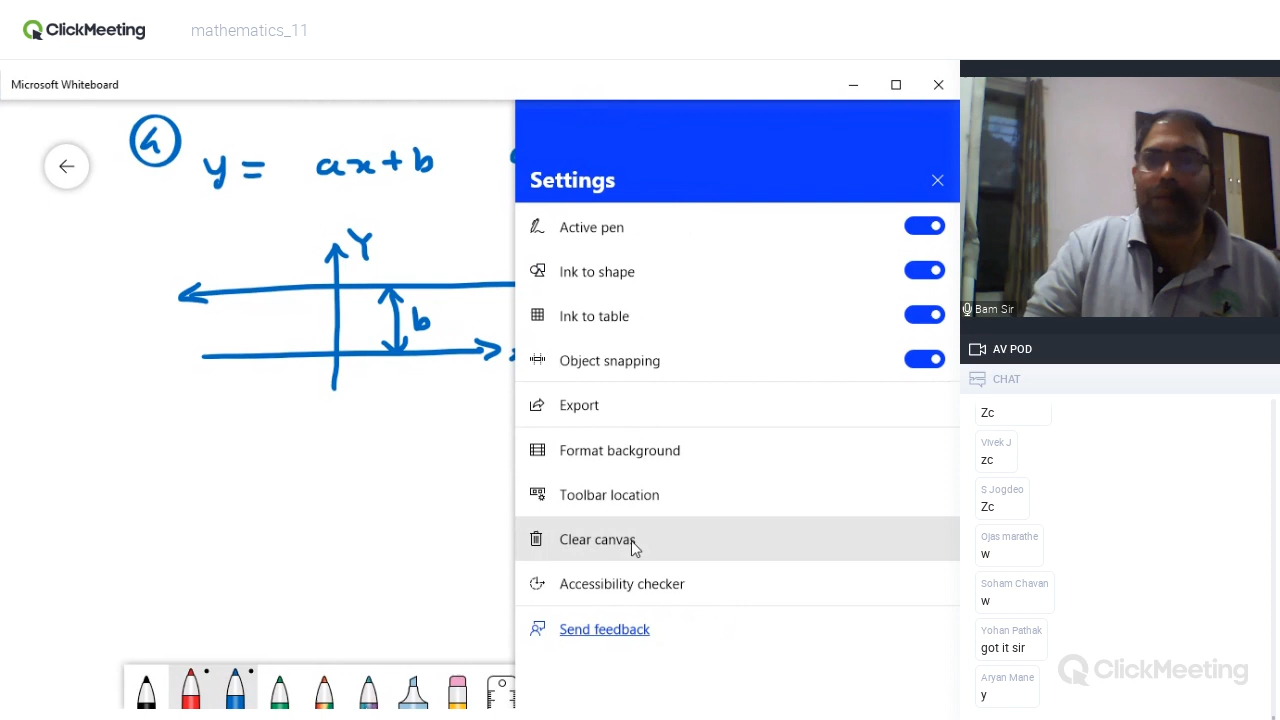 ClickMeeting
mathematics_11
Microsoft Whiteboard
y = ax + b
Y
b
Settings
Active pen
Ink to shape
Ink to table
Object snapping
Export
Format background
Toolbar location
Clear canvas
Accessibility checker
Send feedback
Bam Sir
AV POD
CHAT
Zc
Vivek J
zc
S Jogdeo
Zc
Ojas marathe
w
Soham Chavan
w
Yohan Pathak
got it sir
Aryan Mane
y
ClickMeeting